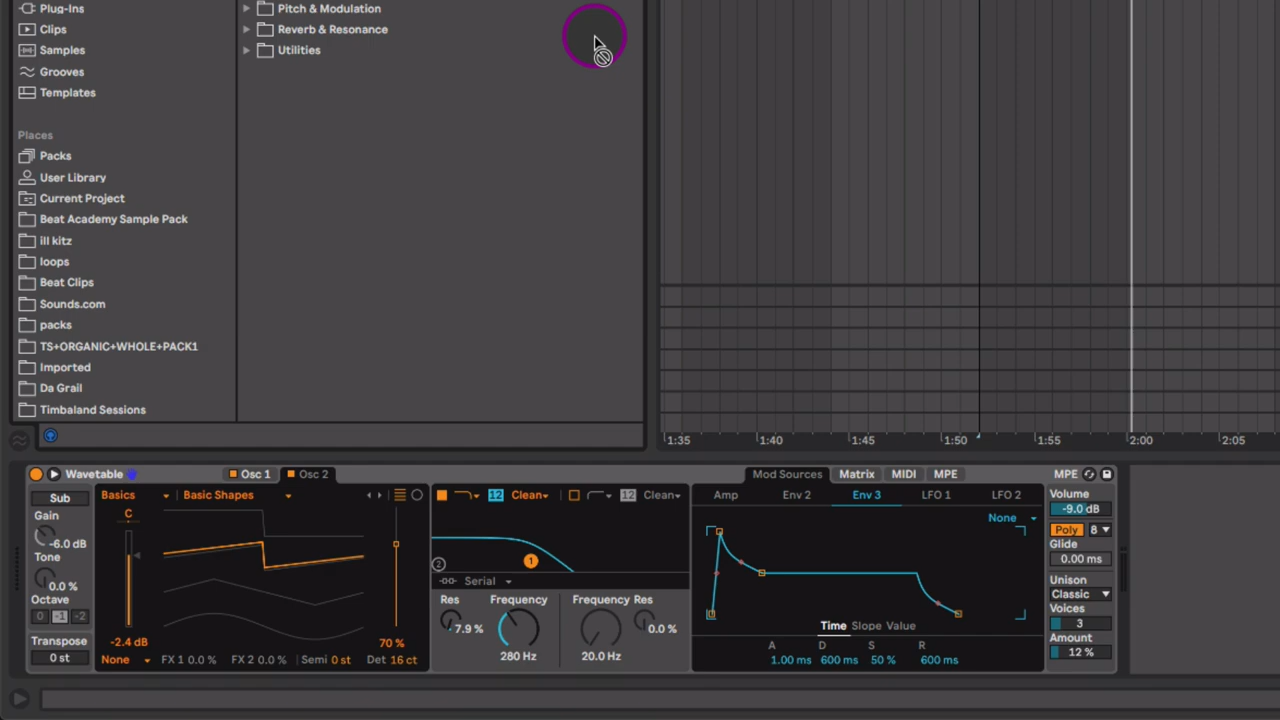 Plug-Ins
Clips
Samples
Grooves
Templates
Places
Packs
User Library
Current Project
Beat Academy Sample Pack
ill kitz
loops
Beat Clips
Sounds.com
packs
TS+ORGANIC+WHOLE+PACK1
Imported
Da Grail
Timbaland Sessions
Pitch & Modulation
Reverb & Resonance
Utilities
1:35 1:40 1:45 1:50 1:55 2:00 2:05
Wavetable Osc 1 Osc 2
Sub
Gain
-6.0 dB
Tone
0.0 %
Octave
0 -1 -2
Transpose
0 st
Basics Basic Shapes
C
-2.4 dB
70 %
None FX 1 0.0 % FX 2 0.0 % Semi 0 st Det 16 ct
12 Clean 12 Clean
1
2
Serial
Res Frequency Frequency Res
7.9 % 0.0 %
280 Hz 20.0 Hz
Mod Sources Matrix MIDI MPE
Amp Env 2 Env 3 LFO 1 LFO 2
None
Time Slope Value
A D S R
1.00 ms 600 ms 50 % 600 ms
MPE
Volume
-9.0 dB
Poly 8
Glide
0.00 ms
Unison
Classic
Voices
3
Amount
12 %